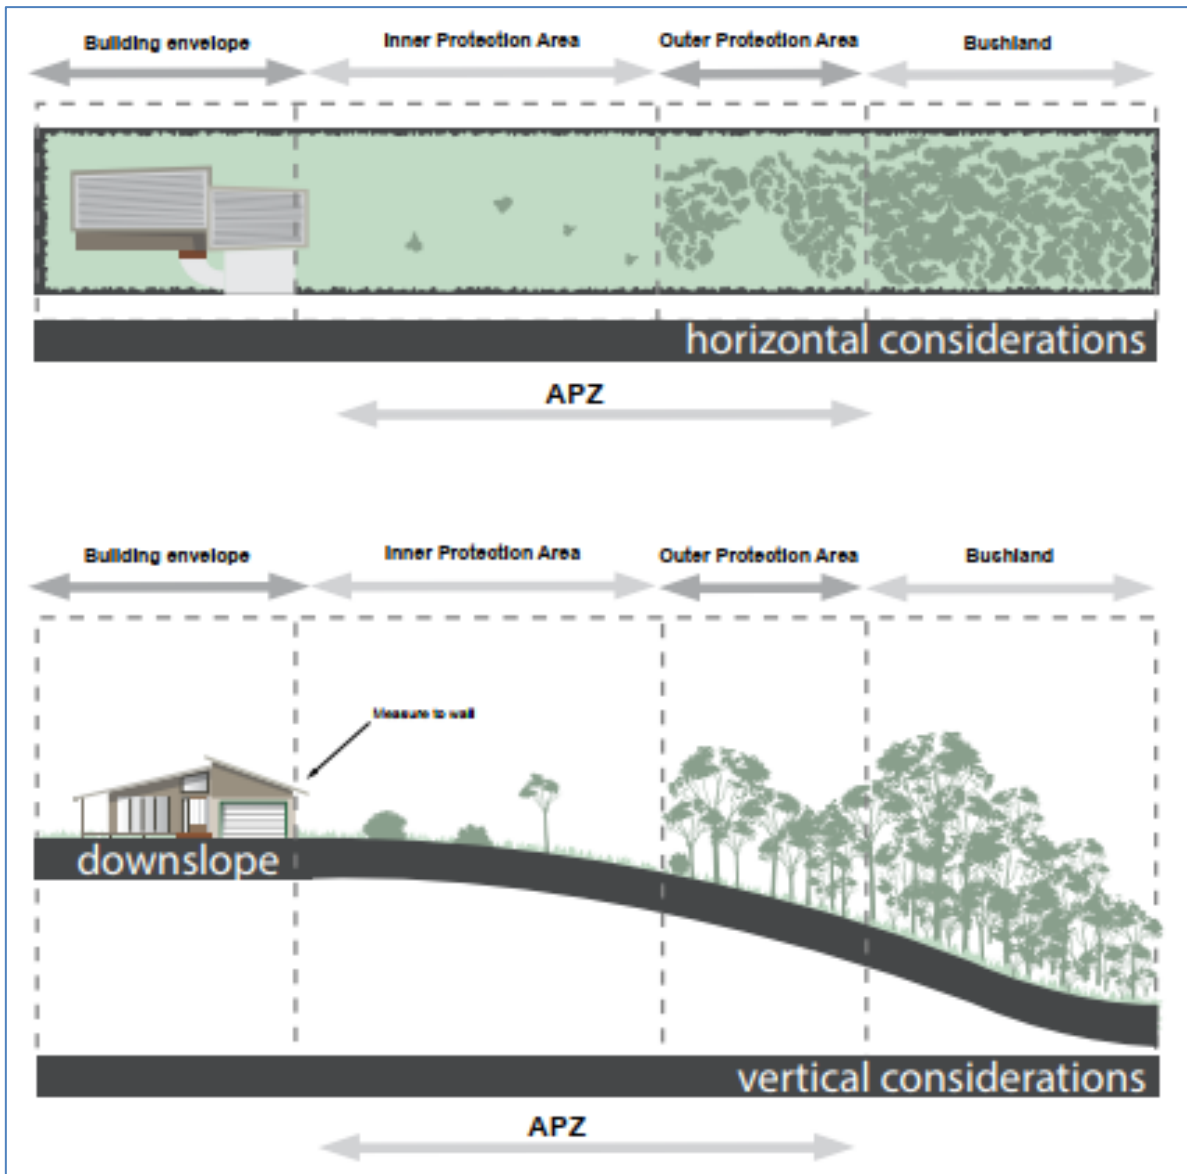 Building envelope
Inner Protection Area
Outer Protection Area
Bushland
horizontal considerations
APZ
Building envelope
Inner Protection Area
Outer Protection Area
Bushland
Measure to wall
downslope
vertical considerations
APZ